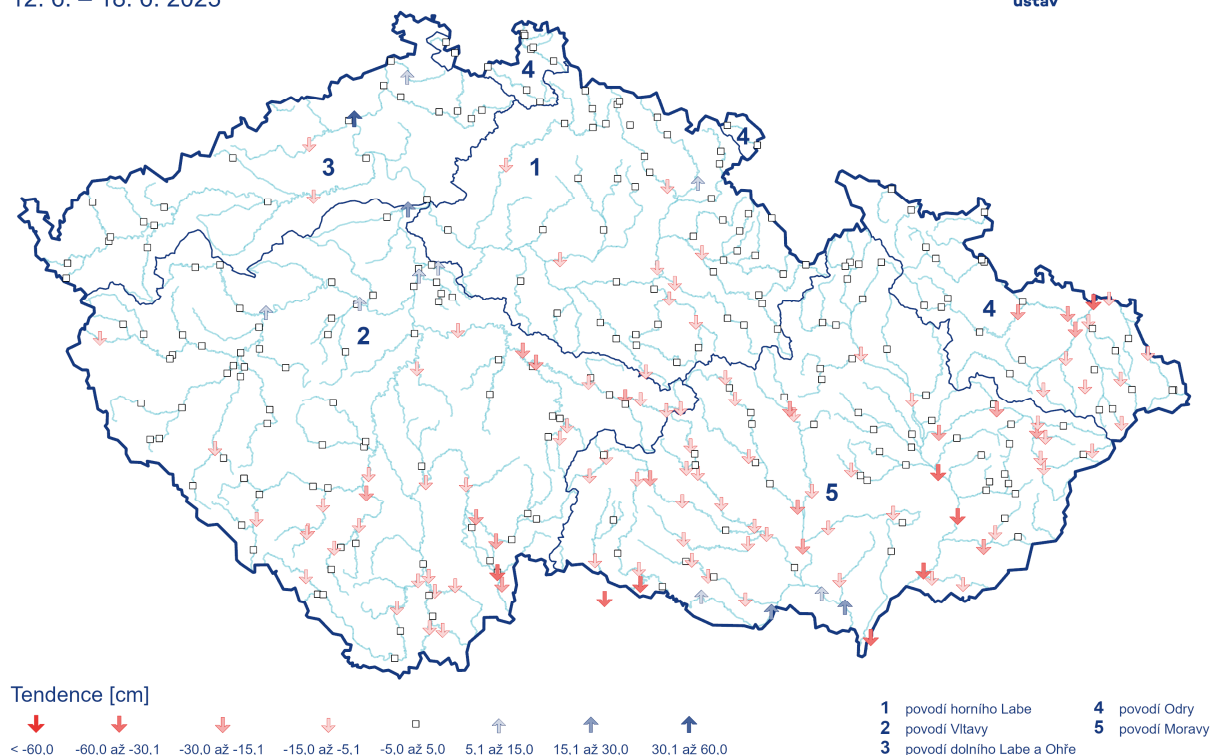 12. 6. – 18. 6. 2023
ústav
4
4
3
1
2
4
5
Tendence [cm]
< -60,0
-60,0 až -30,1
-30,0 až -15,1
-15,0 až -5,1
-5,0 až 5,0
5,1 až 15,0
15,1 až 30,0
30,1 až 60,0
1 povodí horního Labe
2 povodí Vltavy
3 povodí dolního Labe a Ohře
4 povodí Odry
5 povodí Moravy